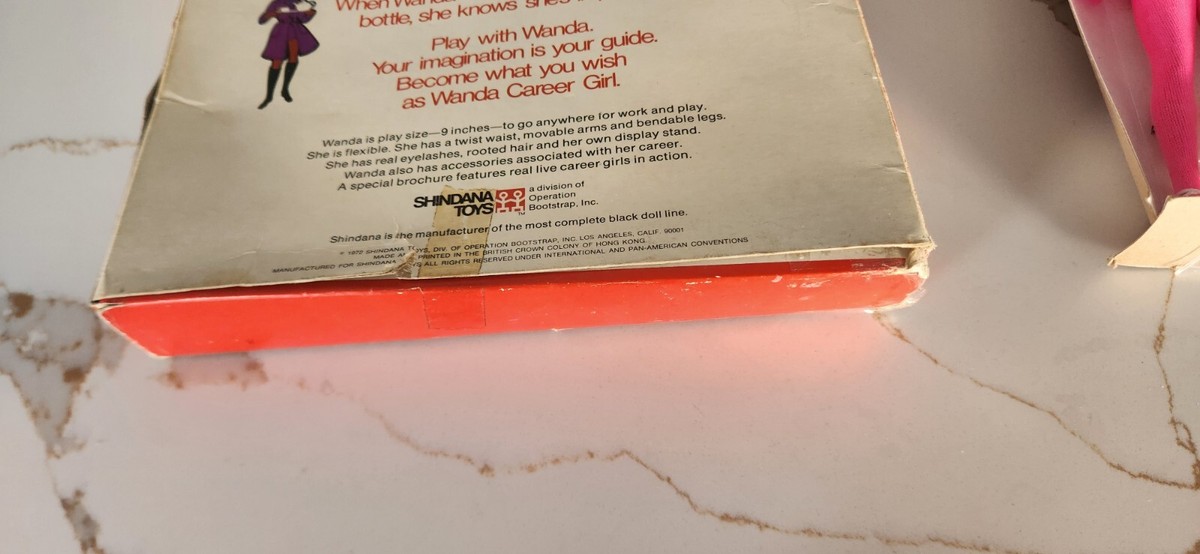 When
bottle, she knows she's
Play with Wanda.
Your imagination is your guide.
Become what you wish
as Wanda Career Girl.
Wanda is play size—9 inches—to go anywhere for work and play.
She is flexible. She has a twist waist, movable arms and bendable legs.
She has real eyelashes, rooted hair and her own display stand.
Wanda also has accessories associated with her career.
A special brochure features real live career girls in action.
SHINDANA
TOYS
TM
a division of
Operation
Bootstrap, Inc.
Shindana is the manufacturer of the most complete black doll line.
© 1972 SHINDANA TOYS, DIV. OF OPERATION BOOTSTRAP, INC. LOS ANGELES, CALIF. 90001
MADE PRINTED IN THE BRITISH CROWN COLONY OF HONG KONG.
MANUFACTURED FOR SHINDANA ALL RIGHTS RESERVED UNDER INTERNATIONAL AND PAN-AMERICAN CONVENTIONS